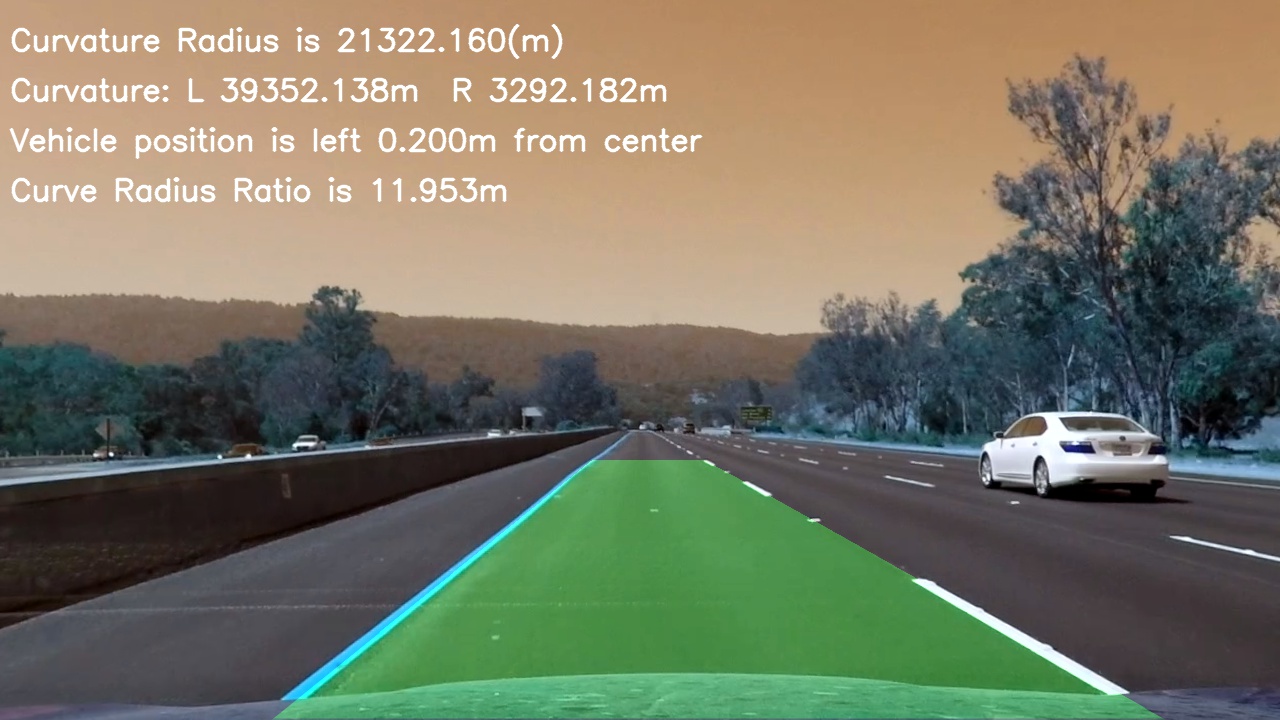 Curvature Radius is 21322.160(m)
Curvature: L 39352.138m R 3292.182m
Vehicle position is left 0.200m from center
Curve Radius Ratio is 11.953m